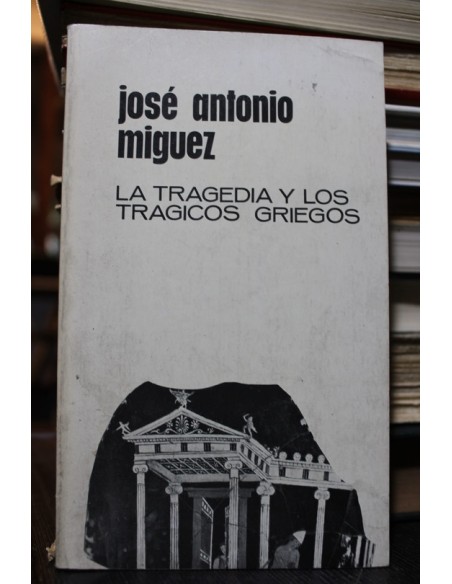 josé antonio
miguez
LA TRAGEDIA Y LOS
TRAGICOS GRIEGOS